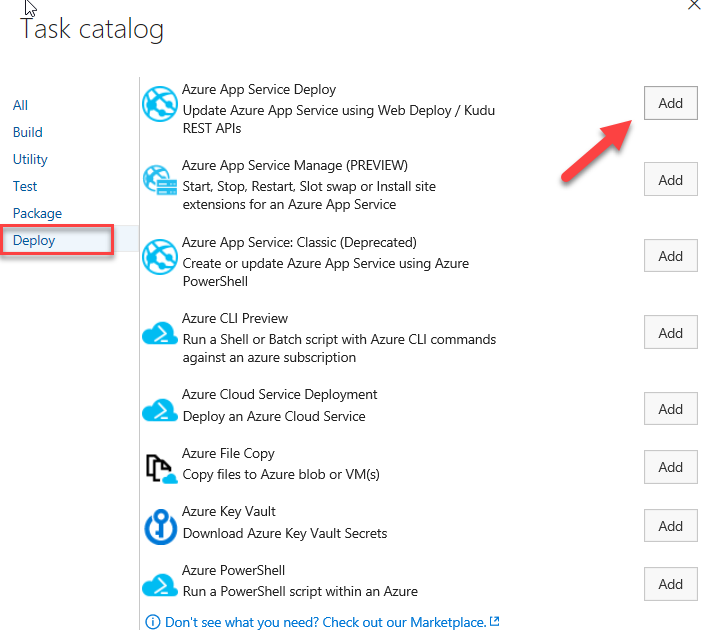 Task catalog
All
Build
Utility
Test
Package
Deploy
Azure App Service Deploy
Update Azure App Service using Web Deploy / Kudu
REST APIs
Add
Azure App Service Manage (PREVIEW)
Start, Stop, Restart, Slot swap or Install site
extensions for an Azure App Service
Add
Azure App Service: Classic (Deprecated)
Create or update Azure App Service using Azure
PowerShell
Add
Azure CLI Preview
Run a Shell or Batch script with Azure CLI commands
against an azure subscription
Add
Azure Cloud Service Deployment
Deploy an Azure Cloud Service
Add
Azure File Copy
Copy files to Azure blob or VM(s)
Add
Azure Key Vault
Download Azure Key Vault Secrets
Add
Azure PowerShell
Run a PowerShell script within an Azure
Add
Don't see what you need? Check out our Marketplace.